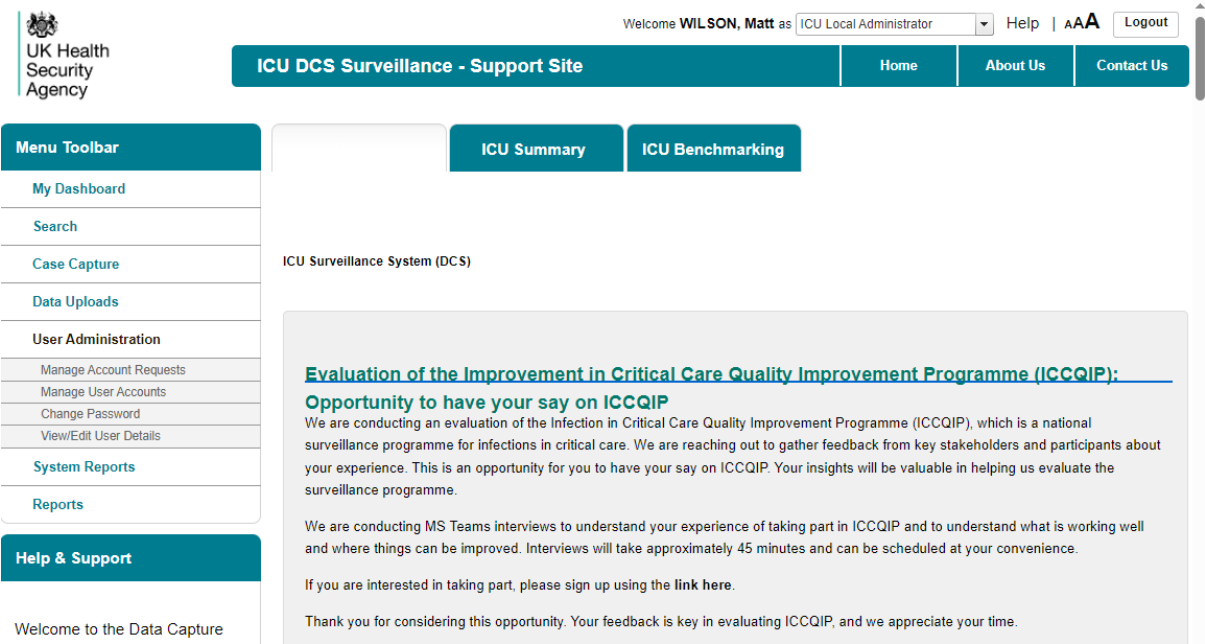 Welcome WILSON, Matt as ICU Local Administrator Help | AAA Logout
UK Health
Security
Agency
ICU DCS Surveillance - Support Site Home About Us Contact Us
Menu Toolbar
My Dashboard
Search
Case Capture
Data Uploads
User Administration
Manage Account Requests
Manage User Accounts
Change Password
View/Edit User Details
System Reports
Reports
Help & Support
Welcome to the Data Capture
ICU Summary ICU Benchmarking
ICU Surveillance System (DCS)
Evaluation of the Improvement in Critical Care Quality Improvement Programme (ICCQIP):
Opportunity to have your say on ICCQIP
We are conducting an evaluation of the Infection in Critical Care Quality Improvement Programme (ICCQIP), which is a national
surveillance programme for infections in critical care. We are reaching out to gather feedback from key stakeholders and participants about
your experience. This is an opportunity for you to have your say on ICCQIP. Your insights will be valuable in helping us evaluate the
surveillance programme.
We are conducting MS Teams interviews to understand your experience of taking part in ICCQIP and to understand what is working well
and where things can be improved. Interviews will take approximately 45 minutes and can be scheduled at your convenience.
If you are interested in taking part, please sign up using the link here.
Thank you for considering this opportunity. Your feedback is key in evaluating ICCQIP, and we appreciate your time.